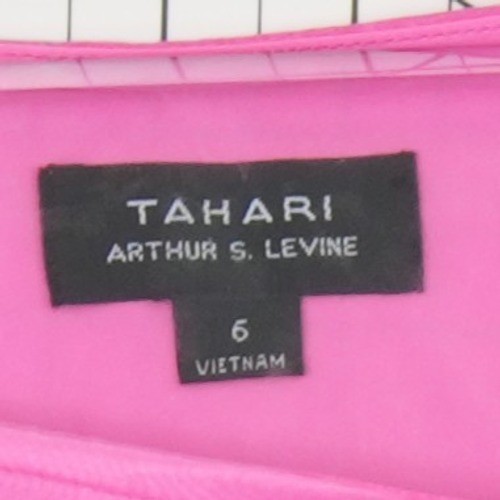 TAHARI
ARTHUR S. LEVINE
6
VIETNAM